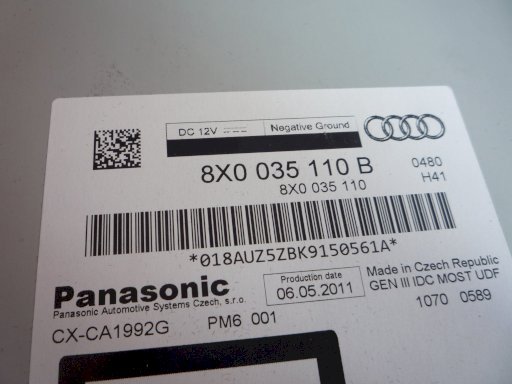 DC 12V Negative Ground
8X0 035 110 B 0480
8X0 035 110 H41
*018AUZ5ZBK9150561A*
Panasonic
Panasonic Automotive Systems Czech, s.r.o.
Production date
06.05.2011
Made in Czech Republic
GEN III IDC MOST UDF
CX-CA1992G PM6 001 1070 0589